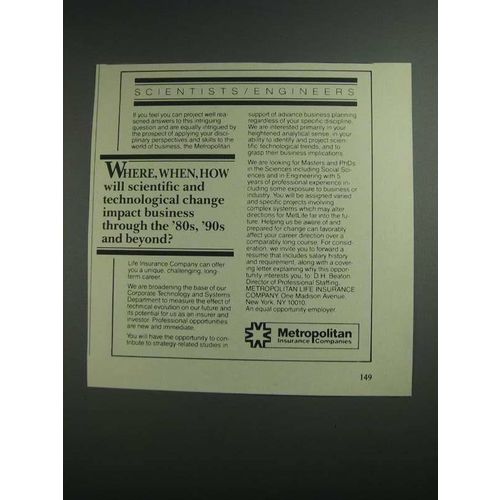 SCIENTISTS/ENGINEERS
If you feel you can project well rea-
soned answers to this intriguing
question and are equally intrigued by
the prospect of applying your disci-
plinary perspectives and skills to the
world of business, the Metropolitan
WHERE, WHEN, HOW
will scientific and
technological change
impact business
through the '80s, '90s
and beyond?
Life Insurance Company can offer
you a unique, challenging, long-
term career.
We are broadening the base of our
Corporate Technology and Systems
Department to measure the effect of
technical evolution on our future and
its potential for us as an insurer and
investor. Professional opportunities
are new and immediate.
You will have the opportunity to con-
tribute to strategy-related studies in
support of advance business planning
regardless of your specific discipline.
We are interested primarily in your
heightened analytical sense, in your
ability to identify and project scien-
tific technological trends, and to
grasp their business implications.
We are looking for Masters and PhDs
in the Sciences including Social Sci-
ences and in Engineering with 5
years of professional experience in-
cluding some exposure to business or
industry. You will be assigned varied
and specific projects involving
complex systems which may alter
directions for MetLife far into the fu-
ture. Helping us be aware of and
prepared for change can favorably
affect your career direction over a
comparably long course. For consid-
eration, we invite you to forward a
resume that includes salary history
and requirement, along with a cover-
ing letter explaining why this oppor-
tunity interests you, to: D.H. Beaton
Director of Professional Staffing,
METROPOLITAN LIFE INSURANCE
COMPANY, One Madison Avenue,
New York, NY 10010.
An equal opportunity employer.
Metropolitan
Insurance Companies
149